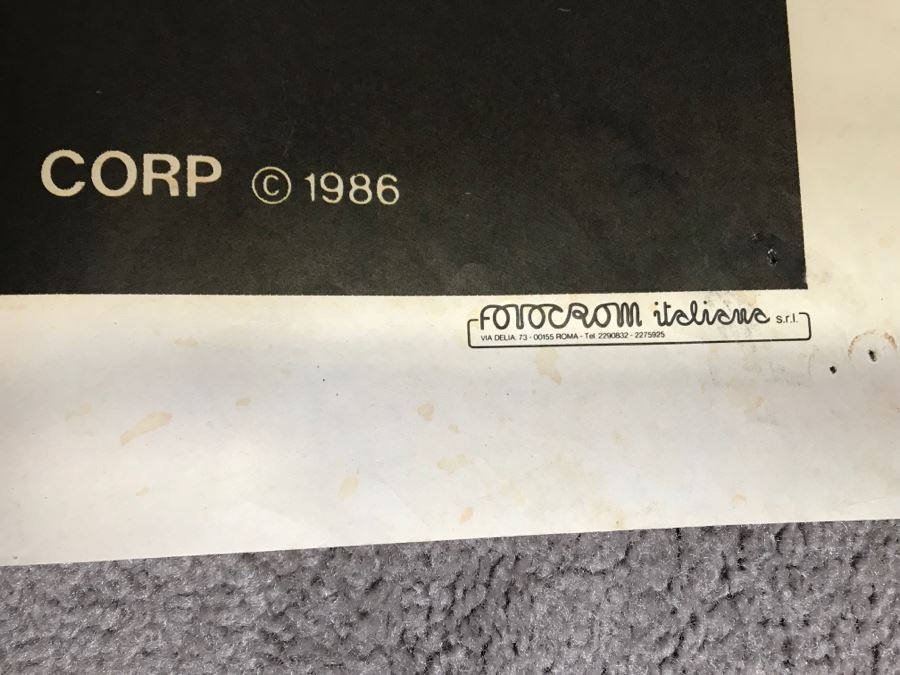 CORP © 1986
FOTOCROM italiana s.r.l.
VIA DELIA, 73 - 00155 ROMA - Tel 2290832 - 2275925